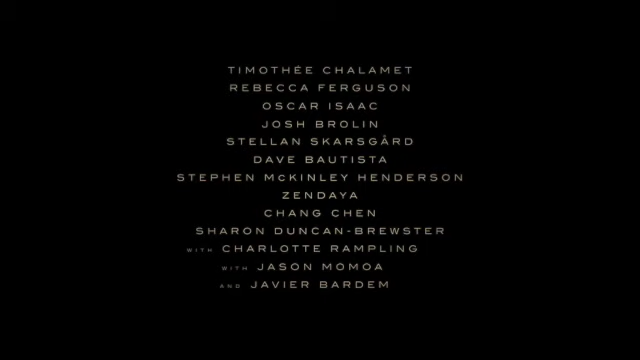 TIMOTHÉE CHALAMET
REBECCA FERGUSON
OSCAR ISAAC
JOSH BROLIN
STELLAN SKARSGÅRD
DAVE BAUTISTA
STEPHEN McKINLEY HENDERSON
ZENDAYA
CHANG CHEN
SHARON DUNCAN-BREWSTER
WITH CHARLOTTE RAMPLING
WITH JASON MOMOA
AND JAVIER BARDEM